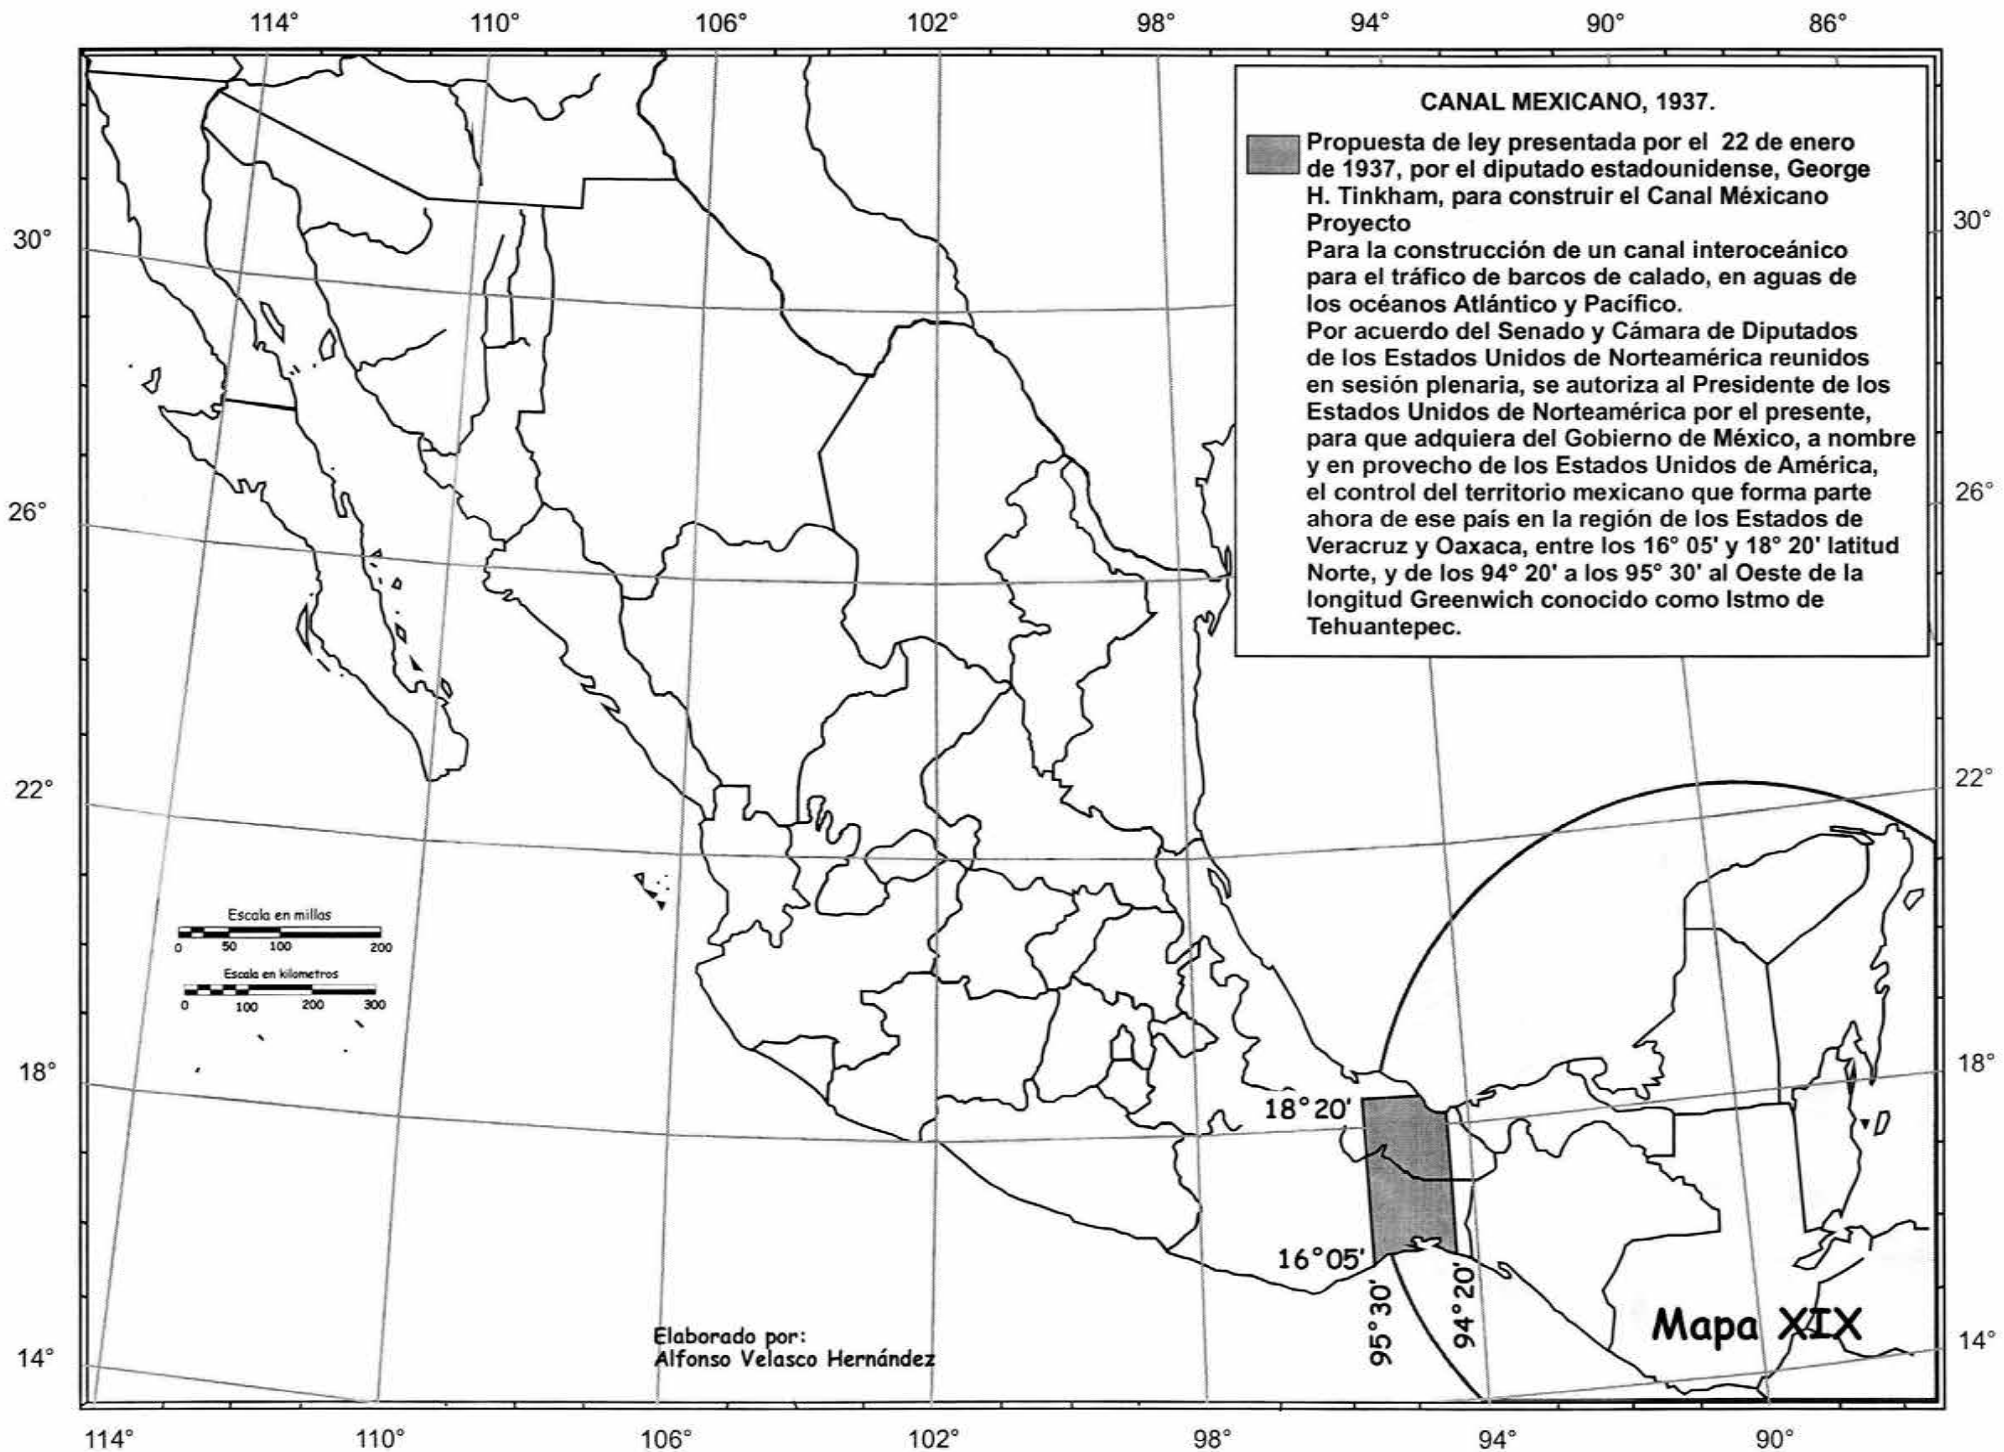 114° 110° 106° 102° 98° 94° 90° 86°
CANAL MEXICANO, 1937.
Propuesta de ley presentada por el 22 de enero
de 1937, por el diputado estadounidense, George
H. Tinkham, para construir el Canal Méxicano
Proyecto
Para la construcción de un canal interoceánico
para el tráfico de barcos de calado, en aguas de
los océanos Atlántico y Pacífico.
Por acuerdo del Senado y Cámara de Diputados
de los Estados Unidos de Norteamérica reunidos
en sesión plenaria, se autoriza al Presidente de los
Estados Unidos de Norteamérica por el presente,
para que adquiera del Gobierno de México, a nombre
y en provecho de los Estados Unidos de América,
el control del territorio mexicano que forma parte
ahora de ese país en la región de los Estados de
Veracruz y Oaxaca, entre los 16° 05' y 18° 20' latitud
Norte, y de los 94° 20' a los 95° 30' al Oeste de la
longitud Greenwich conocido como Istmo de
Tehuantepec.
30° 30°
26° 26°
22° 22°
Escala en millas
0 50 100 200
Escala en kilometros
0 100 200 300
18° 18°
18° 20'
16° 05'
95° 30'
94° 20'
Mapa XIX
Elaborado por:
Alfonso Velasco Hernández
14° 14°
114° 110° 106° 102° 98° 94° 90°